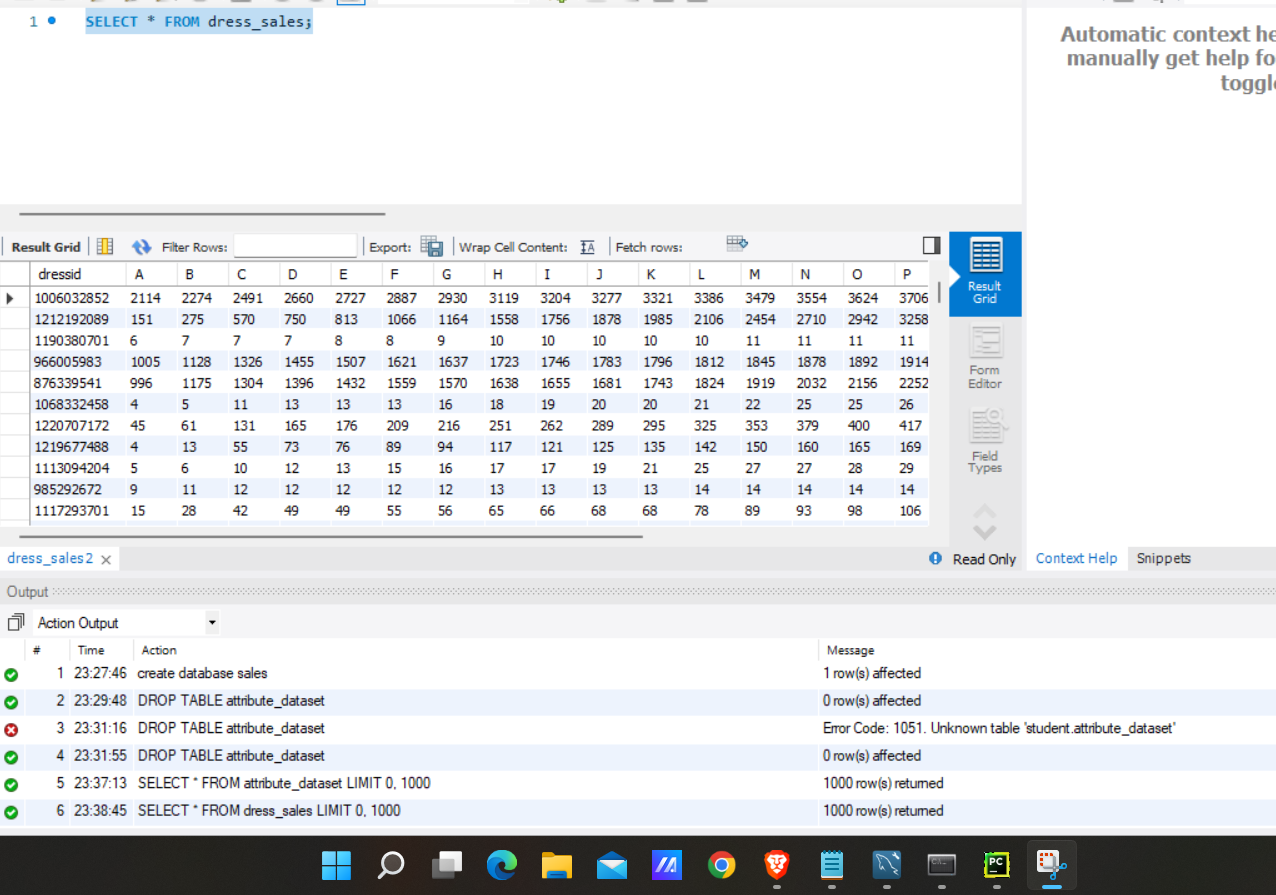 1 SELECT * FROM dress_sales;
Automatic context he
manually get help fo
toggle
Result Grid Filter Rows: Export: Wrap Cell Content: Fetch rows:
dressid A B C D E F G H I J K L M N O P
1006032852 2114 2274 2491 2660 2727 2887 2930 3119 3204 3277 3321 3386 3479 3554 3624 3706
1212192089 151 275 570 750 813 1066 1164 1558 1756 1878 1985 2106 2454 2710 2942 3258
1190380701 6 7 7 7 8 8 9 10 10 10 10 10 11 11 11 11
966005983 1005 1128 1326 1455 1507 1621 1637 1723 1746 1783 1796 1812 1845 1878 1892 1914
876339541 996 1175 1304 1396 1432 1559 1570 1638 1655 1681 1743 1824 1919 2032 2156 2252
1068332458 4 5 11 13 13 13 16 18 19 20 20 21 22 25 25 26
1220707172 45 61 131 165 176 209 216 251 262 289 295 325 353 379 400 417
1219677488 4 13 55 73 76 89 94 117 121 125 135 142 150 160 165 169
1113094204 5 6 10 12 13 15 16 17 17 19 21 25 27 27 28 29
985292672 9 11 12 12 12 12 12 13 13 13 13 14 14 14 14 14
1117293701 15 28 42 49 49 55 56 65 66 68 68 78 89 93 98 106
Result
Grid
Form
Editor
Field
Types
dress_sales2 Read Only Context Help Snippets
Output
Action Output
# Time Action Message
1 23:27:46 create database sales 1 row(s) affected
2 23:29:48 DROP TABLE attribute_dataset 0 row(s) affected
3 23:31:16 DROP TABLE attribute_dataset Error Code: 1051. Unknown table 'student.attribute_dataset'
4 23:31:55 DROP TABLE attribute_dataset 0 row(s) affected
5 23:37:13 SELECT * FROM attribute_dataset LIMIT 0, 1000 1000 row(s) returned
6 23:38:45 SELECT * FROM dress_sales LIMIT 0, 1000 1000 row(s) returned
PC